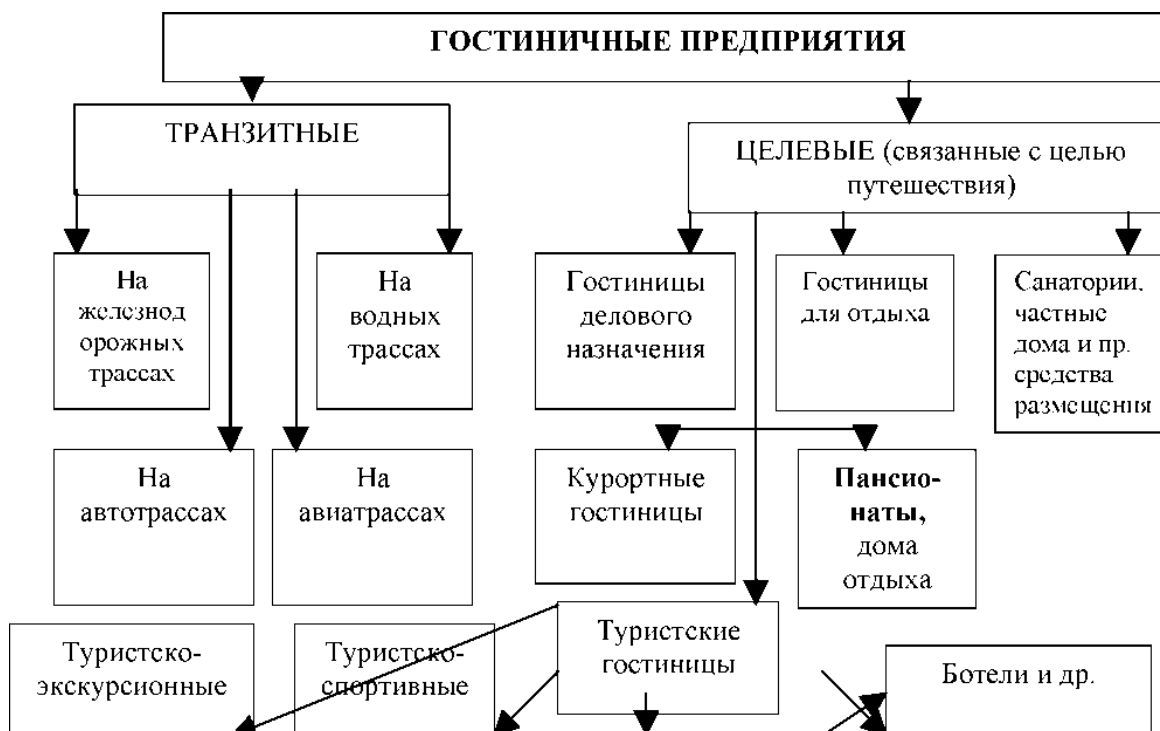 ГОСТИНИЧНЫЕ ПРЕДПРИЯТИЯ
ТРАНЗИТНЫЕ
ЦЕЛЕВЫЕ (связанные с целью
путешествия)
На
железнод
орожных
трассах
На
водных
трассах
Гостиницы
делового
назначения
Гостиницы
для отдыха
Санатории,
частные
дома и пр.
средства
размещения
На
автотрассах
На
авиатрассах
Курортные
гостиницы
Пансио-
наты,
дома
отдыха
Туристско-
экскурсионные
Туристско-
спортивные
Туристские
гостиницы
Ботели и др.